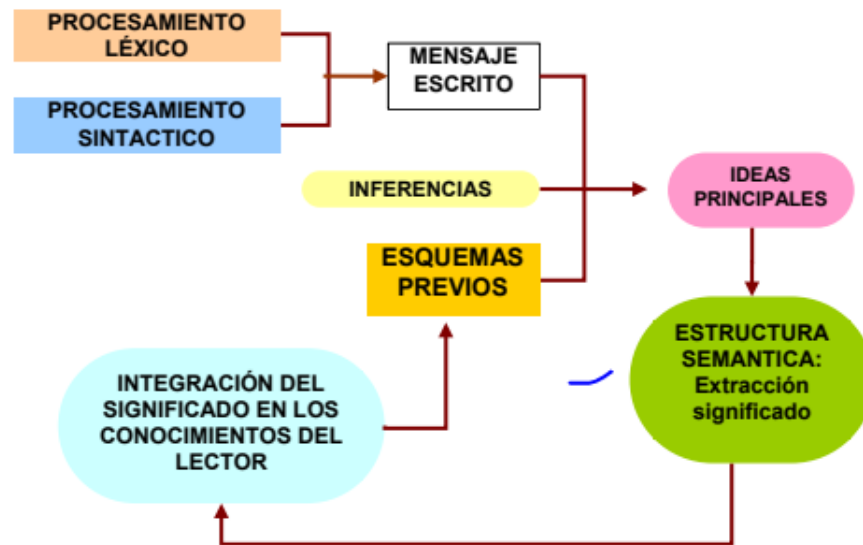 PROCESAMIENTO
LÉXICO
MENSAJE
ESCRITO
PROCESAMIENTO
SINTACTICO
INFERENCIAS
IDEAS
PRINCIPALES
ESQUEMAS
PREVIOS
ESTRUCTURA
SEMANTICA:
Extracción
significado
INTEGRACIÓN DEL
SIGNIFICADO EN LOS
CONOCIMIENTOS DEL
LECTOR